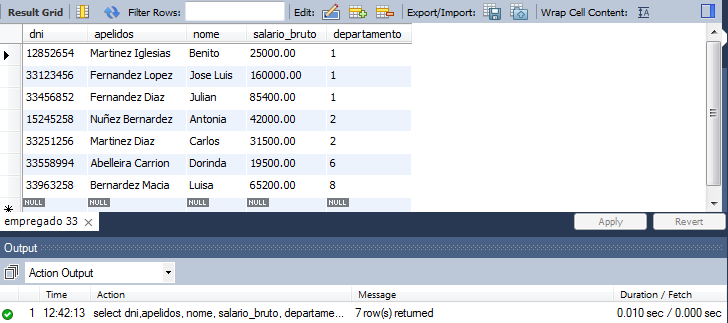 Result Grid Filter Rows: Edit: Export/Import: Wrap Cell Content:
dni apelidos nome salario_bruto departamento
12852654 Martinez Iglesias Benito 25000.00 1
33123456 Fernandez Lopez Jose Luis 160000.00 1
33456852 Fernandez Diaz Julian 85400.00 1
15245258 Nuñez Bernardez Antonia 42000.00 2
33251256 Martinez Diaz Carlos 31500.00 2
33558994 Abelleira Carrion Dorinda 19500.00 6
33963258 Bernardez Macia Luisa 65200.00 8
NULL NULL NULL NULL NULL
empregado 33 Apply Revert
Output
Action Output
Time Action Message Duration / Fetch
1 12:42:13 select dni,apelidos, nome, salario_bruto, departame... 7 row(s) returned 0.010 sec / 0.000 sec